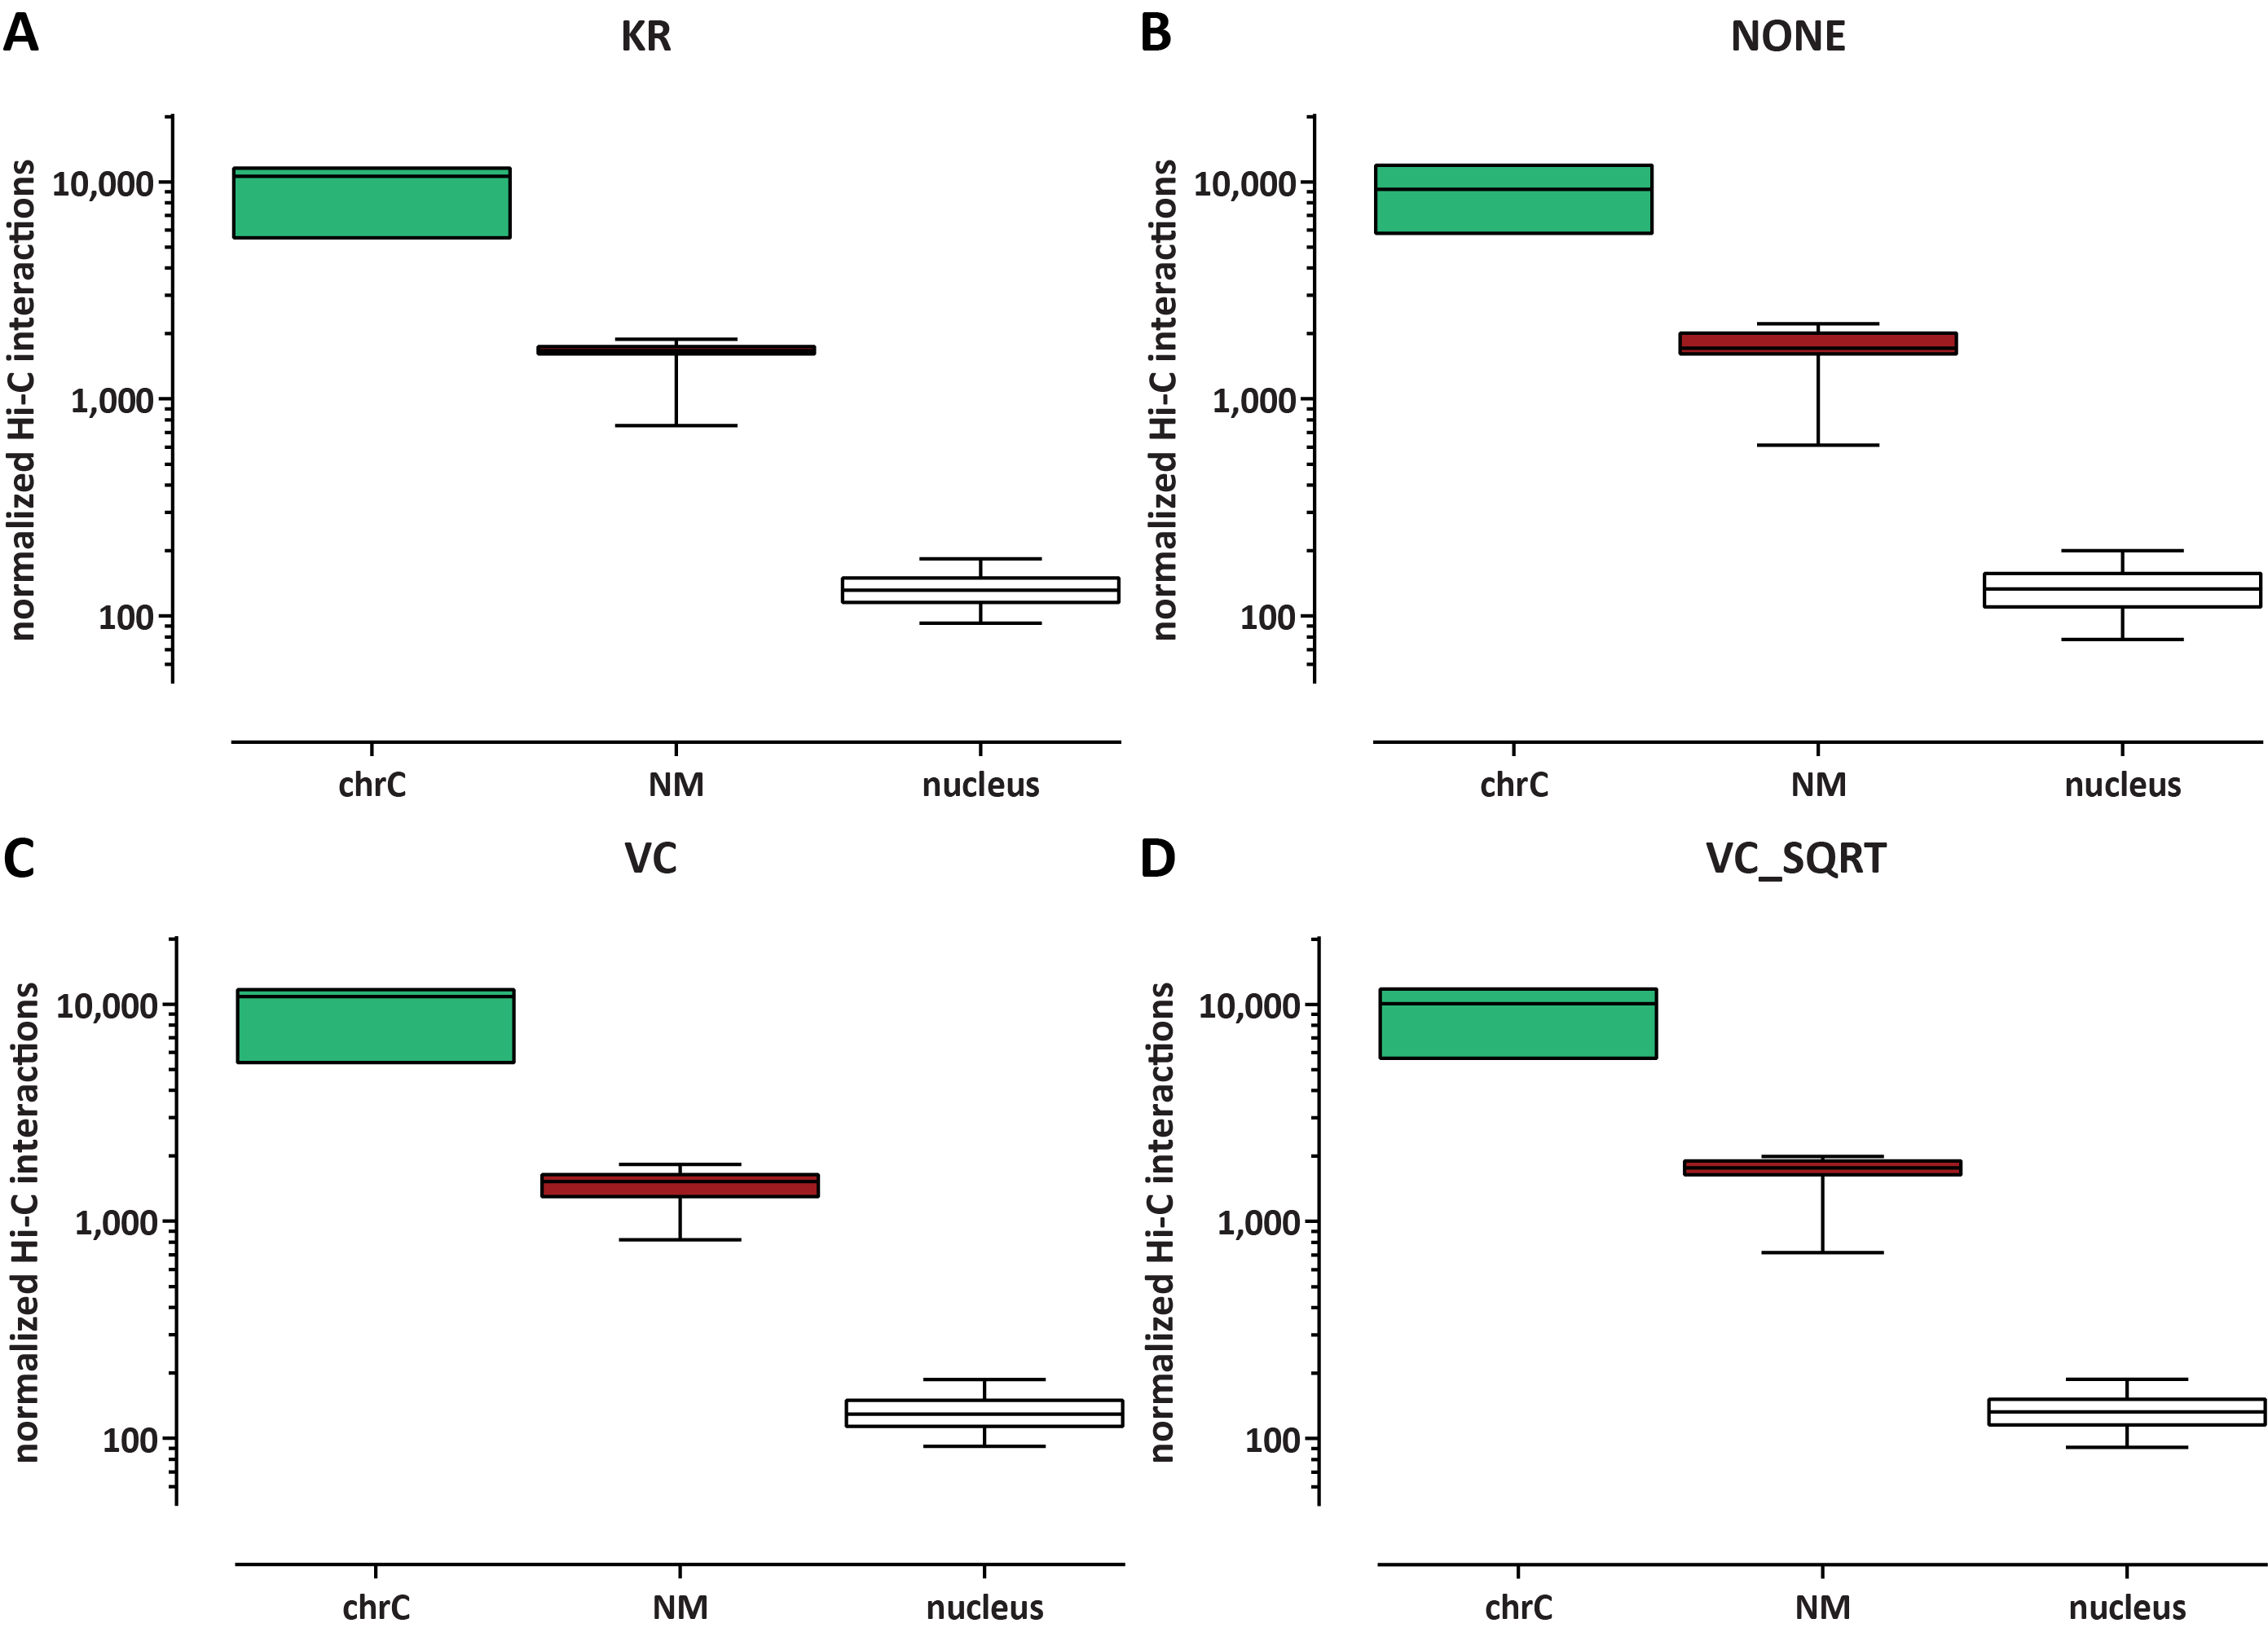 A
KR
normalized Hi-C interactions
10,000
1,000
100
chrC NM nucleus
B
NONE
normalized Hi-C interactions
10,000
1,000
100
chrC NM nucleus
C
VC
normalized Hi-C interactions
10,000
1,000
100
chrC NM nucleus
D
VC_SQRT
normalized Hi-C interactions
10,000
1,000
100
chrC NM nucleus